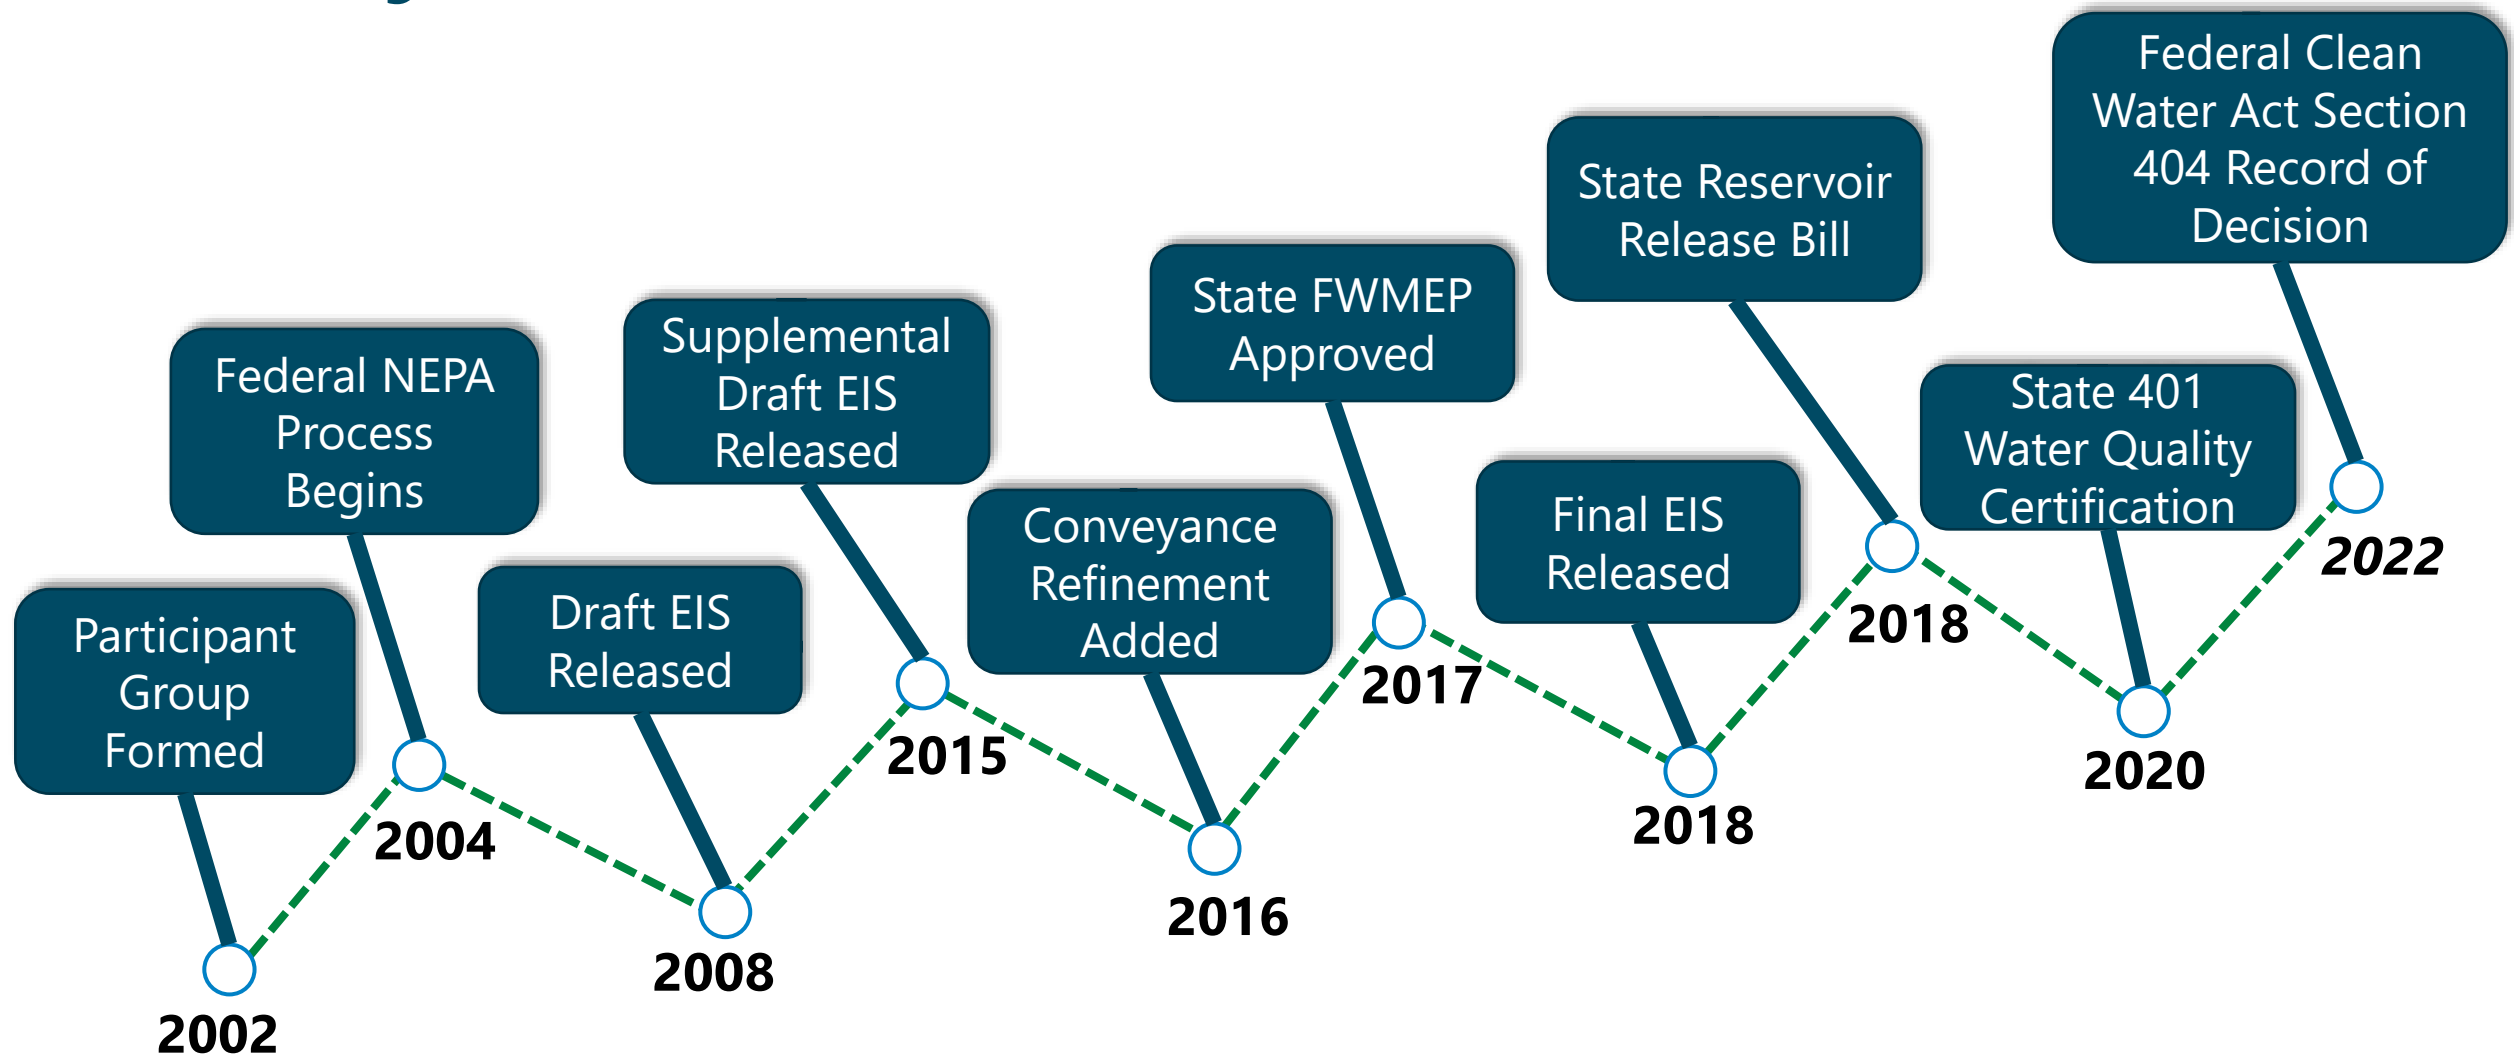 Participant
Group
Formed
2002
Federal NEPA
Process
Begins
2004
Draft EIS
Released
2008
Supplemental
Draft EIS
Released
2015
Conveyance
Refinement
Added
2016
State FWMEP
Approved
2017
Final EIS
Released
2018
State Reservoir
Release Bill
2018
State 401
Water Quality
Certification
2020
Federal Clean
Water Act Section
404 Record of
Decision
2022